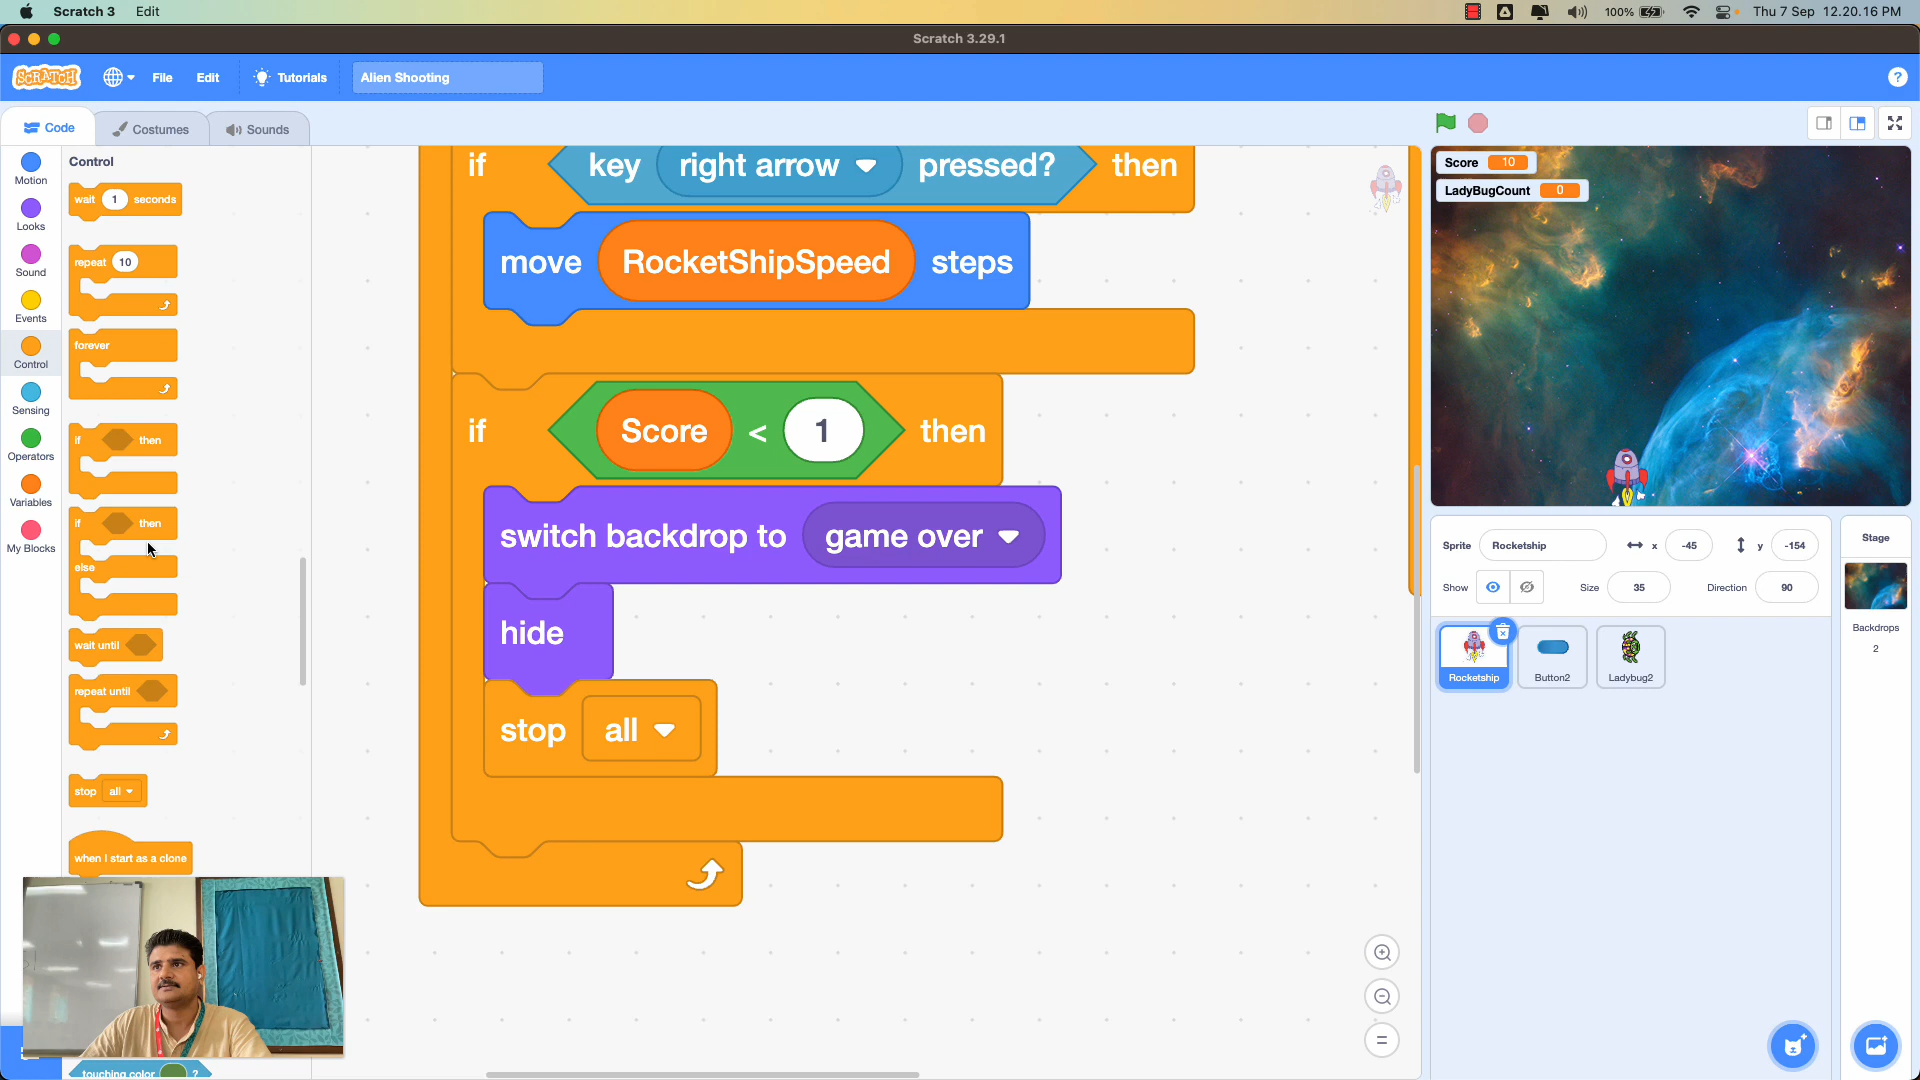 Scratch 3 Edit
100% Thu 7 Sep 12.20.16 PM
Scratch 3.29.1
SCRATCH File Edit Tutorials Alien Shooting ?
Code Costumes Sounds
Motion
Looks
Sound
Events
Control
Sensing
Operators
Variables
My Blocks
Control
wait 1 seconds
repeat 10
forever
if then
if then
else
wait until
repeat until
stop all
when I start as a clone
touching color ?
if key right arrow pressed? then
move RocketShipSpeed steps
if Score < 1 then
switch backdrop to game over
hide
stop all
Score 10
LadyBugCount 0
Sprite Rocketship x -45 y -154
Show Size 35 Direction 90
Rocketship Button2 Ladybug2
Stage
Backdrops
2